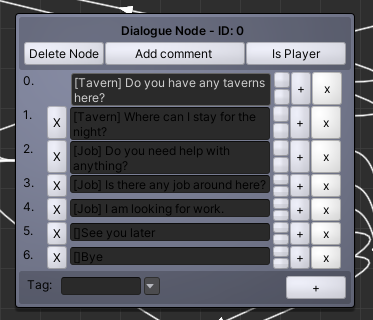 Dialogue Node - ID: 0
Delete Node Add comment Is Player
0. [Tavern] Do you have any taverns
here? + x
1. X [Tavern] Where can I stay for the
night? + x
2. X [Job] Do you need help with
anything? + x
3. X [Job] Is there any job around here? + x
4. X [Job] I am looking for work. + x
5. X []See you later + x
6. X []Bye + x
Tag: +